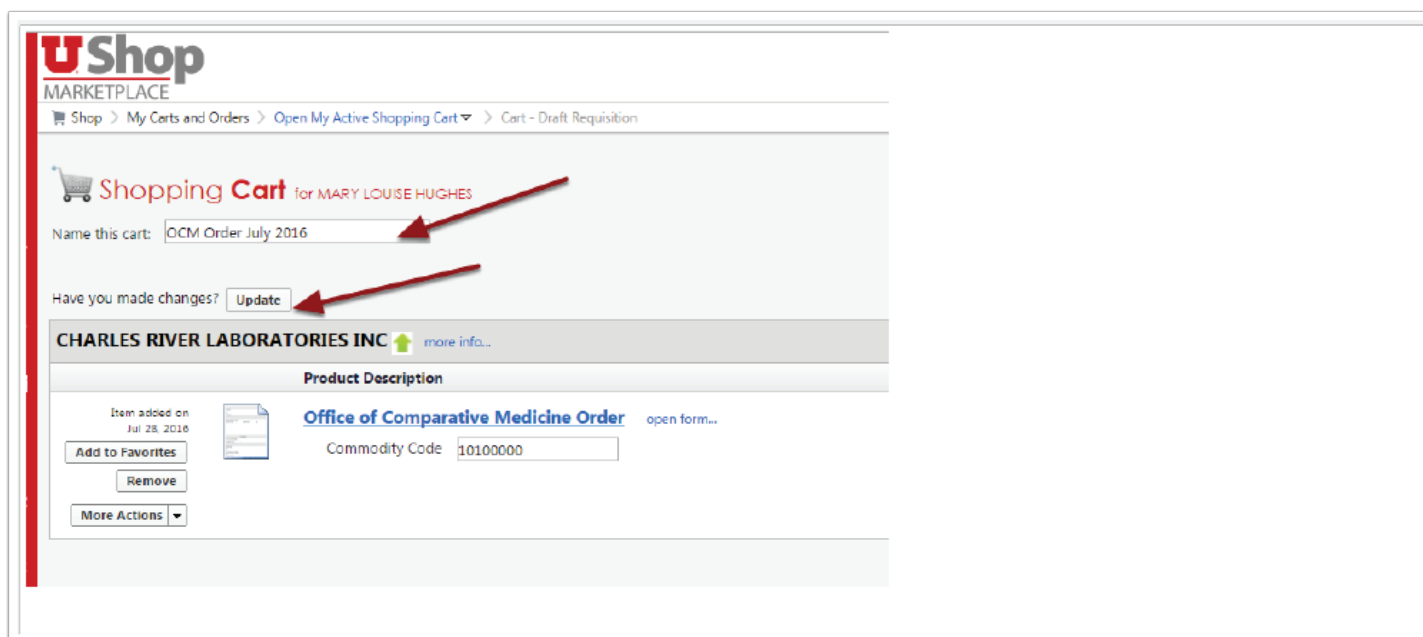 UShop
MARKETPLACE
Shop > My Carts and Orders > Open My Active Shopping Cart > Cart - Draft Requisition
Shopping Cart for MARY LOUISE HUGHES
Name this cart: OCM Order July 2016
Have you made changes? Update
CHARLES RIVER LABORATORIES INC more info...
Product Description
Item added on
Jul 28, 2016
Office of Comparative Medicine Order open form...
Add to Favorites
Commodity Code 10100000
Remove
More Actions